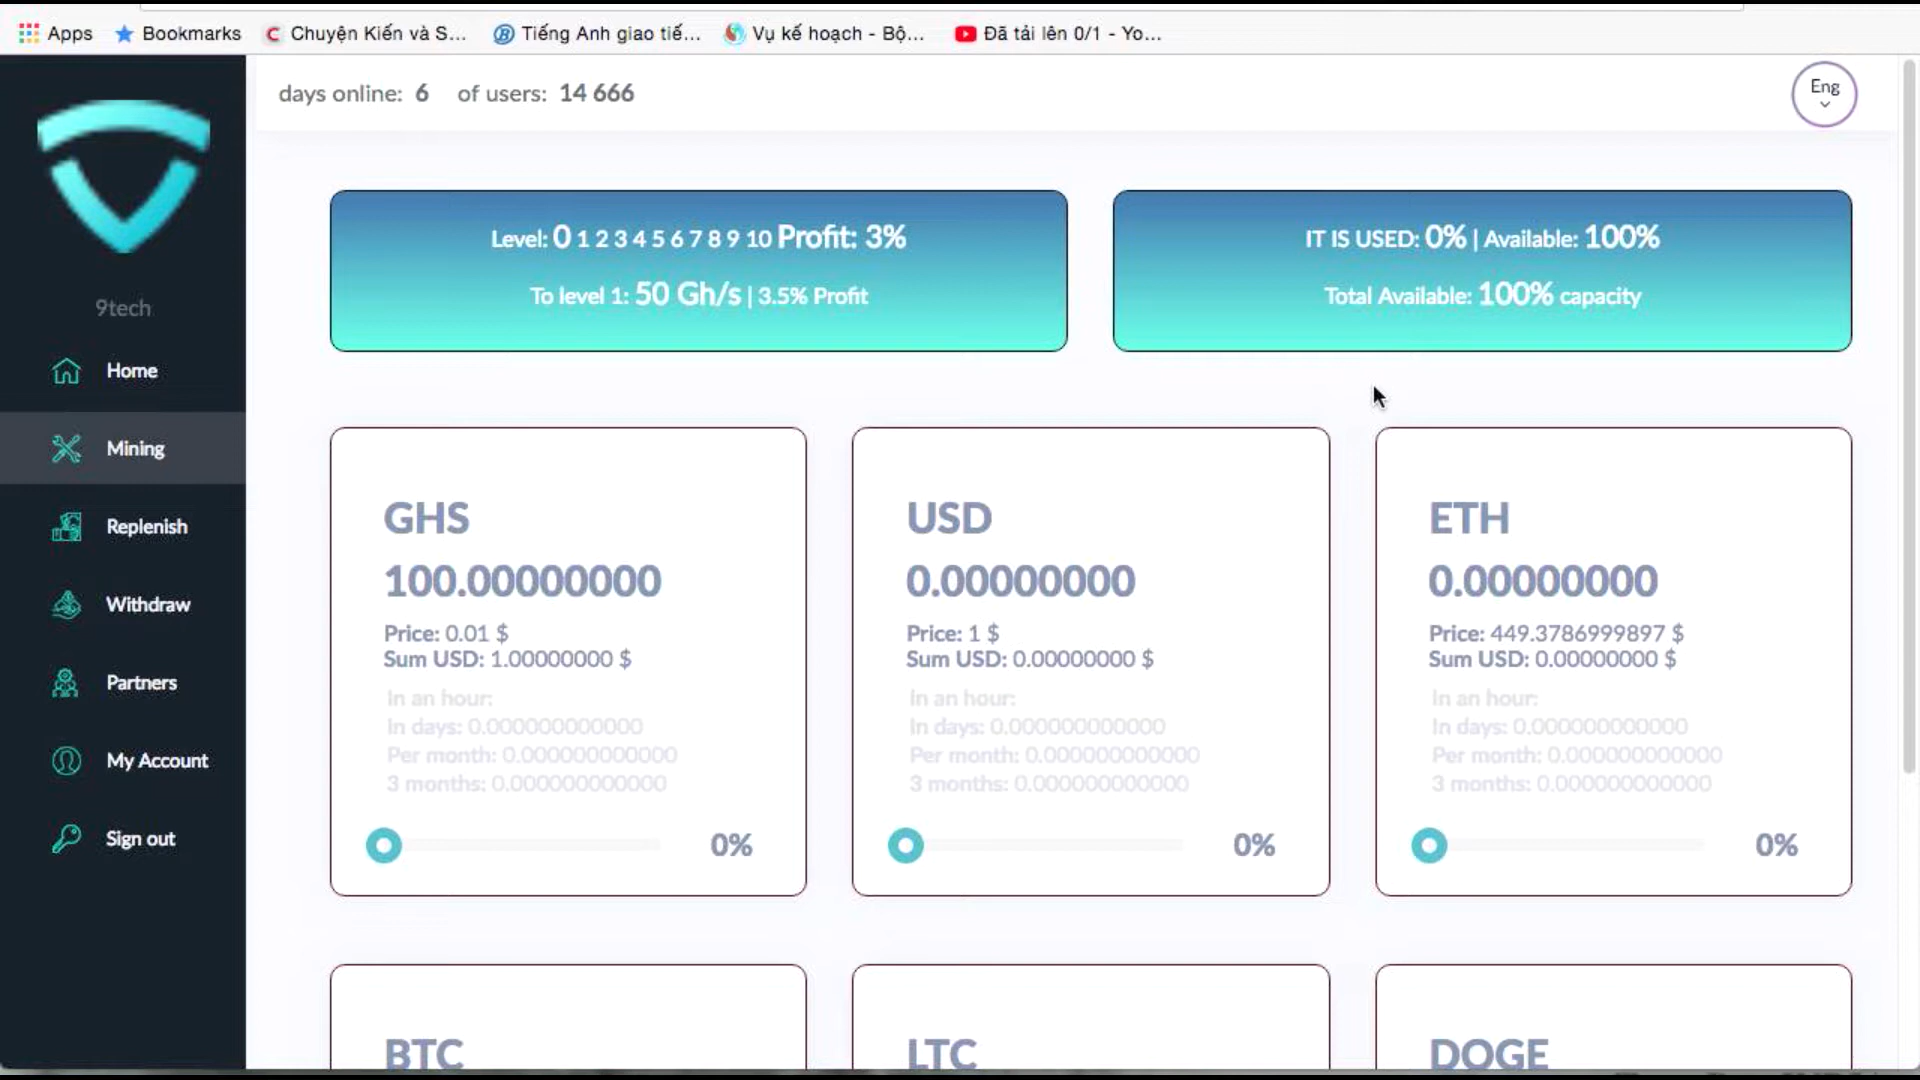 Apps Bookmarks Chuyện Kiến và S... Tiếng Anh giao tiế... Vụ kế hoạch - Bộ... Đã tải lên 0/1 - Yo...
days online: 6 of users: 14 666
Eng
9tech
Home
Mining
Replenish
Withdraw
Partners
My Account
Sign out
Level: 0 1 2 3 4 5 6 7 8 9 10 Profit: 3%
To level 1: 50 Gh/s | 3.5% Profit
IT IS USED: 0% | Available: 100%
Total Available: 100% capacity
GHS
100.00000000
Price: 0.01 $
Sum USD: 1.00000000 $
In an hour:
In days: 0.000000000000
Per month: 0.000000000000
3 months: 0.000000000000
0%
USD
0.00000000
Price: 1 $
Sum USD: 0.00000000 $
In an hour:
In days: 0.000000000000
Per month: 0.000000000000
3 months: 0.000000000000
0%
ETH
0.00000000
Price: 449.3786999897 $
Sum USD: 0.00000000 $
In an hour:
In days: 0.000000000000
Per month: 0.000000000000
3 months: 0.000000000000
0%
BTC
LTC
DOGE